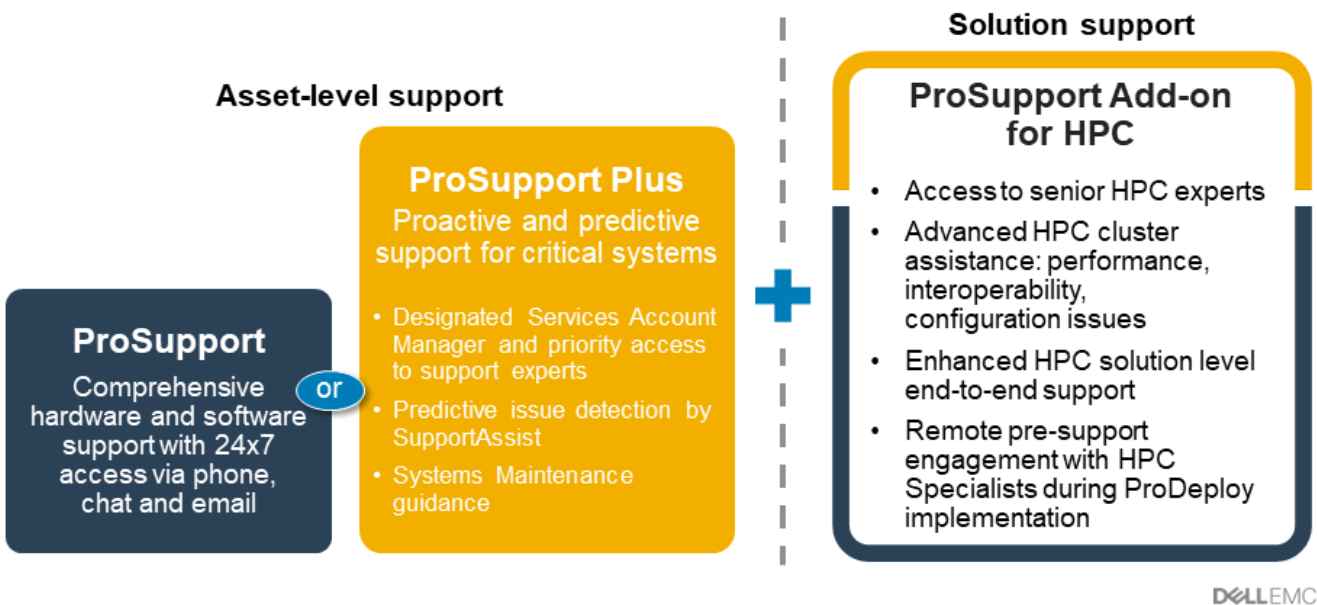 Asset-level support
ProSupport
Comprehensive
hardware and software
support with 24x7
access via phone,
chat and email
or
ProSupport Plus
Proactive and predictive
support for critical systems
• Designated Services Account
Manager and priority access
to support experts
• Predictive issue detection by
SupportAssist
• Systems Maintenance
guidance
Solution support
ProSupport Add-on
for HPC
• Access to senior HPC experts
• Advanced HPC cluster
assistance: performance,
interoperability,
configuration issues
• Enhanced HPC solution level
end-to-end support
• Remote pre-support
engagement with HPC
Specialists during ProDeploy
implementation
DELLEMC